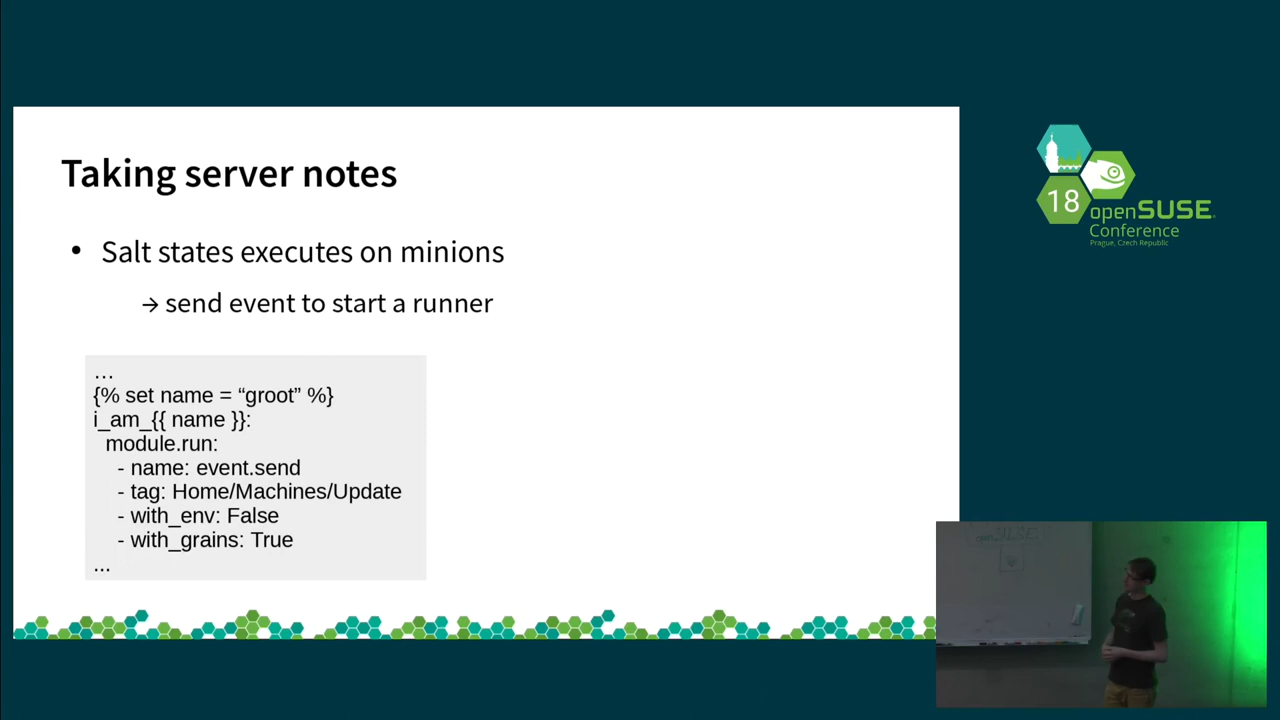 Taking server notes
• Salt states executes on minions
→ send event to start a runner
…
{% set name = “groot” %}
i_am_{{ name }}:
module.run:
- name: event.send
- tag: Home/Machines/Update
- with_env: False
- with_grains: True
...
18
openSUSE
Conference
Prague, Czech Republic
openSUSE